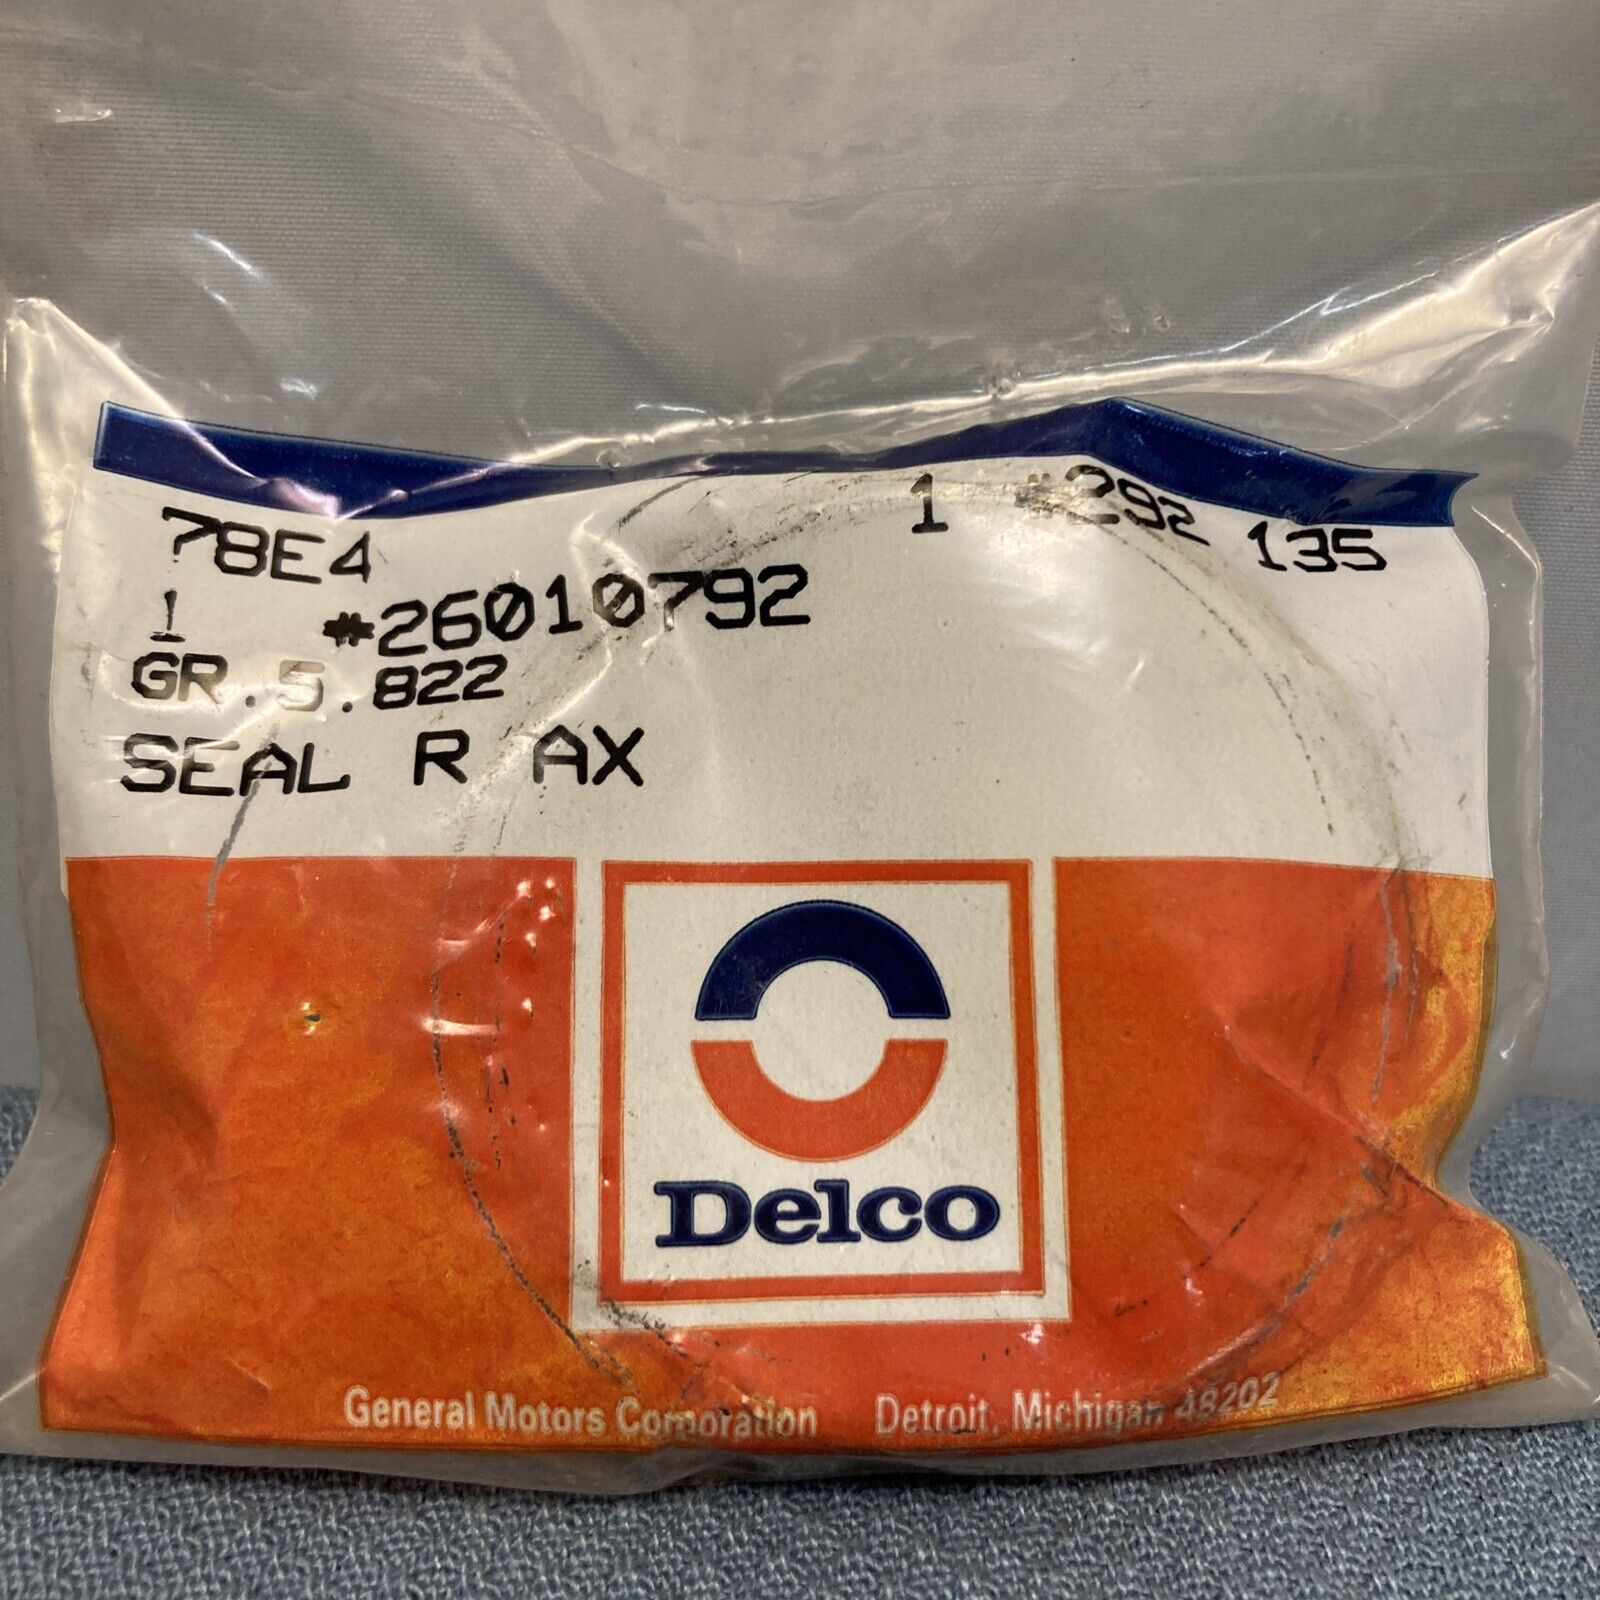 78E4 1 #292 135
1 #26010792
GR.5.822
SEAL R AX
Delco
General Motors Corporation Detroit, Michigan 48202